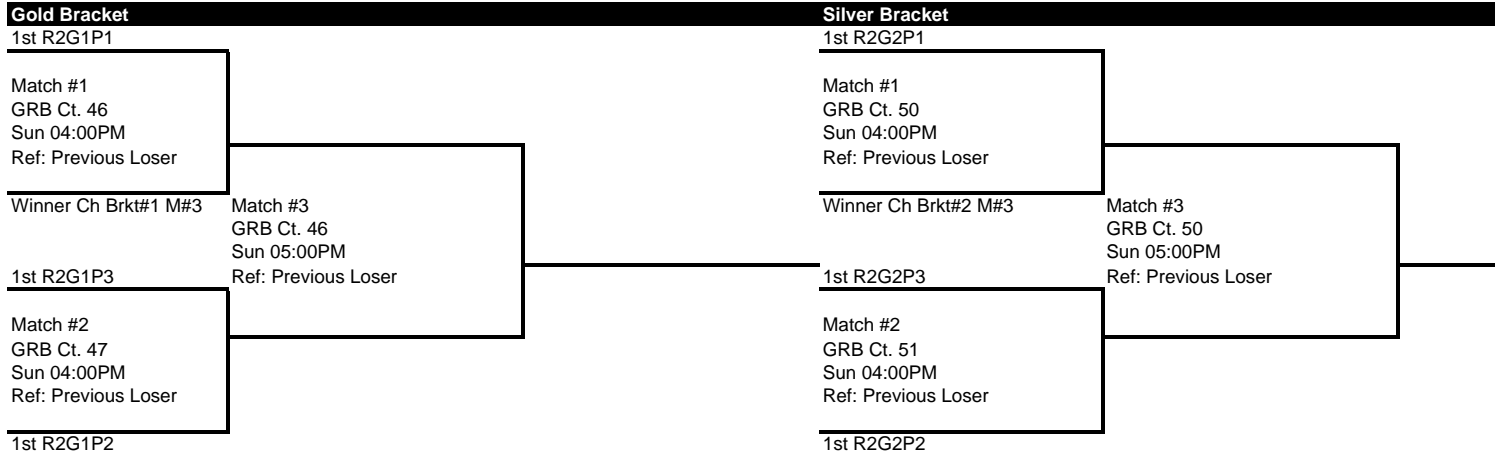 Gold Bracket
1st R2G1P1
Match #1
GRB Ct. 46
Sun 04:00PM
Ref: Previous Loser
Winner Ch Brkt#1 M#3
Match #3
GRB Ct. 46
Sun 05:00PM
Ref: Previous Loser
1st R2G1P3
Match #2
GRB Ct. 47
Sun 04:00PM
Ref: Previous Loser
1st R2G1P2
Silver Bracket
1st R2G2P1
Match #1
GRB Ct. 50
Sun 04:00PM
Ref: Previous Loser
Winner Ch Brkt#2 M#3
Match #3
GRB Ct. 50
Sun 05:00PM
Ref: Previous Loser
1st R2G2P3
Match #2
GRB Ct. 51
Sun 04:00PM
Ref: Previous Loser
1st R2G2P2